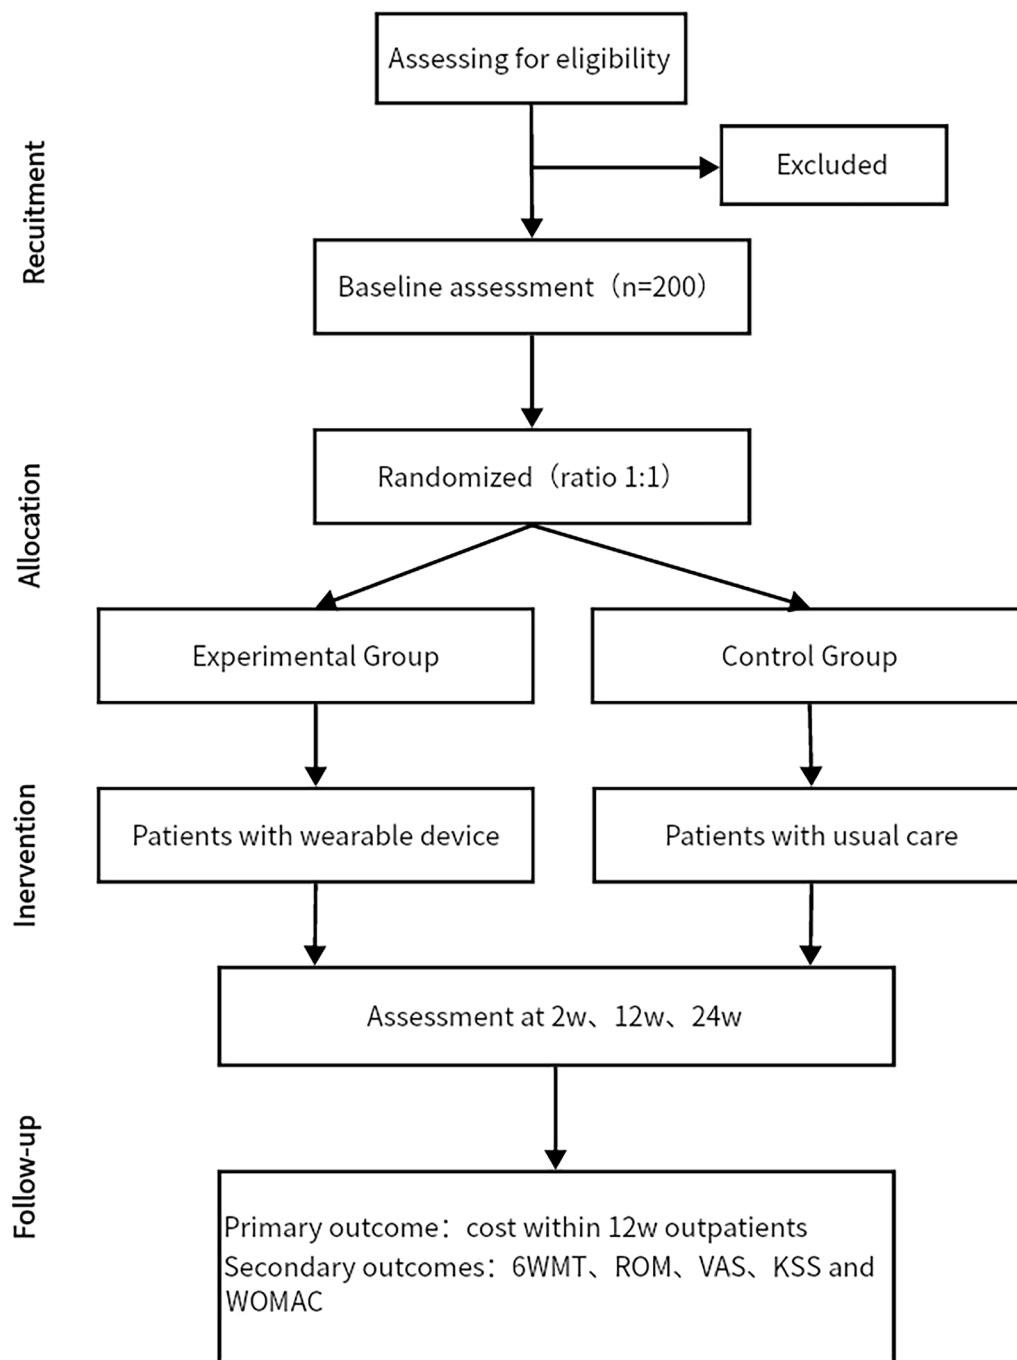 Assessing for eligibility
Recuitment
Excluded
Baseline assessment（n=200）
Allocation
Randomized（ratio 1:1）
Experimental Group
Control Group
Inervention
Patients with wearable device
Patients with usual care
Assessment at 2w、12w、24w
Follow-up
Primary outcome：cost within 12w outpatients
Secondary outcomes：6WMT、ROM、VAS、KSS and
WOMAC